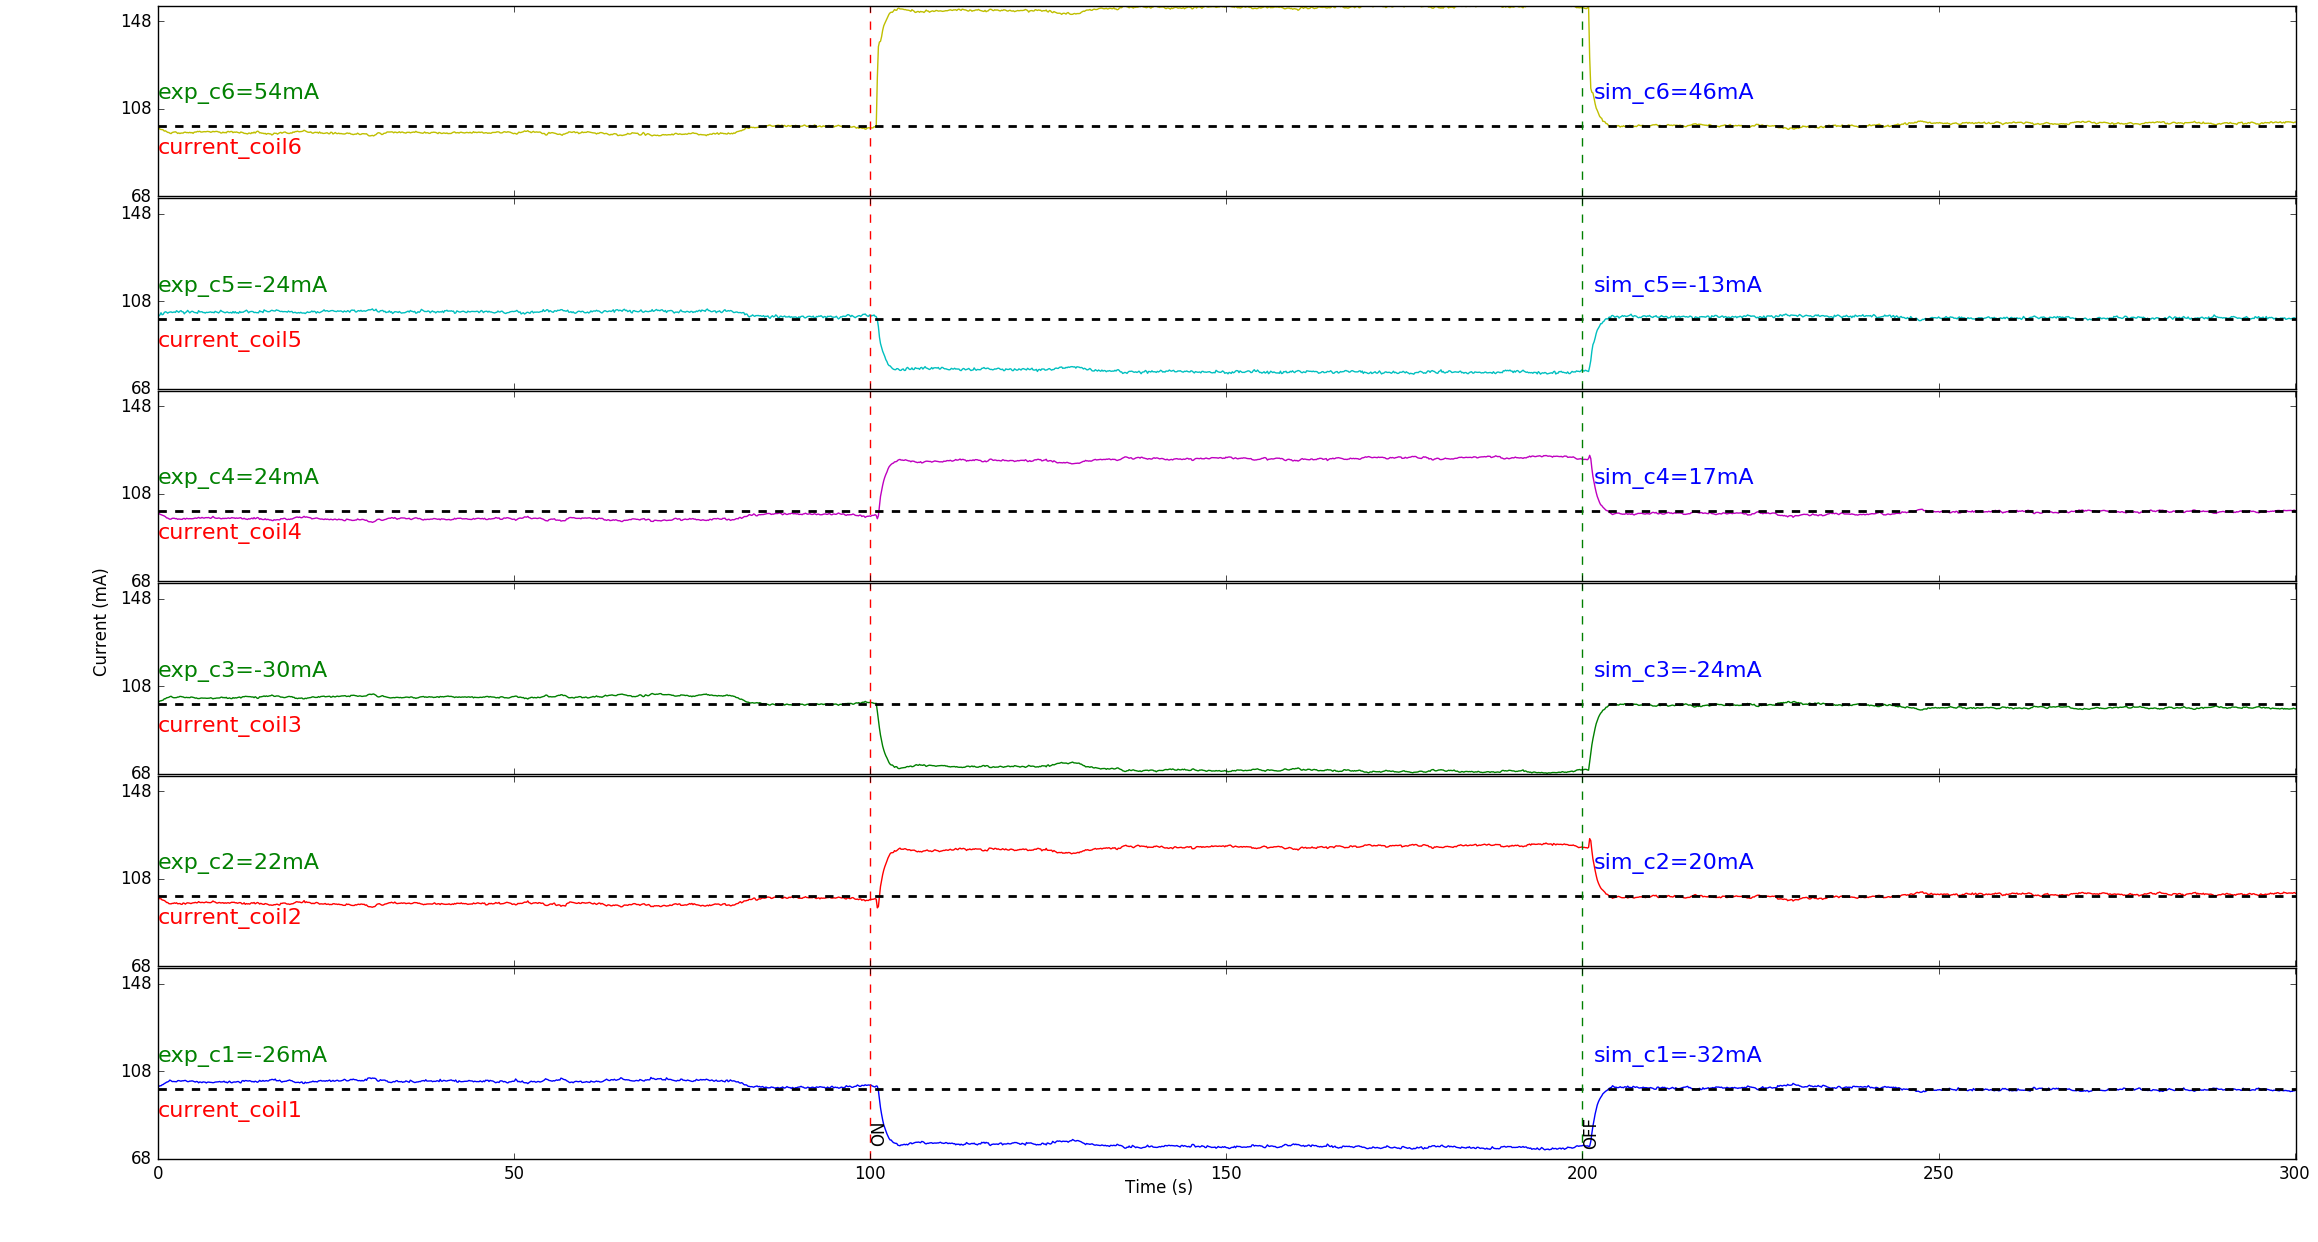 148
exp_c6=54mA
sim_c6=46mA
108
current_coil6
68
148
exp_c5=-24mA
sim_c5=-13mA
108
current_coil5
68
148
exp_c4=24mA
sim_c4=17mA
108
current_coil4
68
148
exp_c3=-30mA
sim_c3=-24mA
108
current_coil3
68
148
exp_c2=22mA
sim_c2=20mA
108
current_coil2
68
148
exp_c1=-26mA
sim_c1=-32mA
108
current_coil1
68
ON
OFF
Current (mA)
0 50 100 150 200 250 300
Time (s)